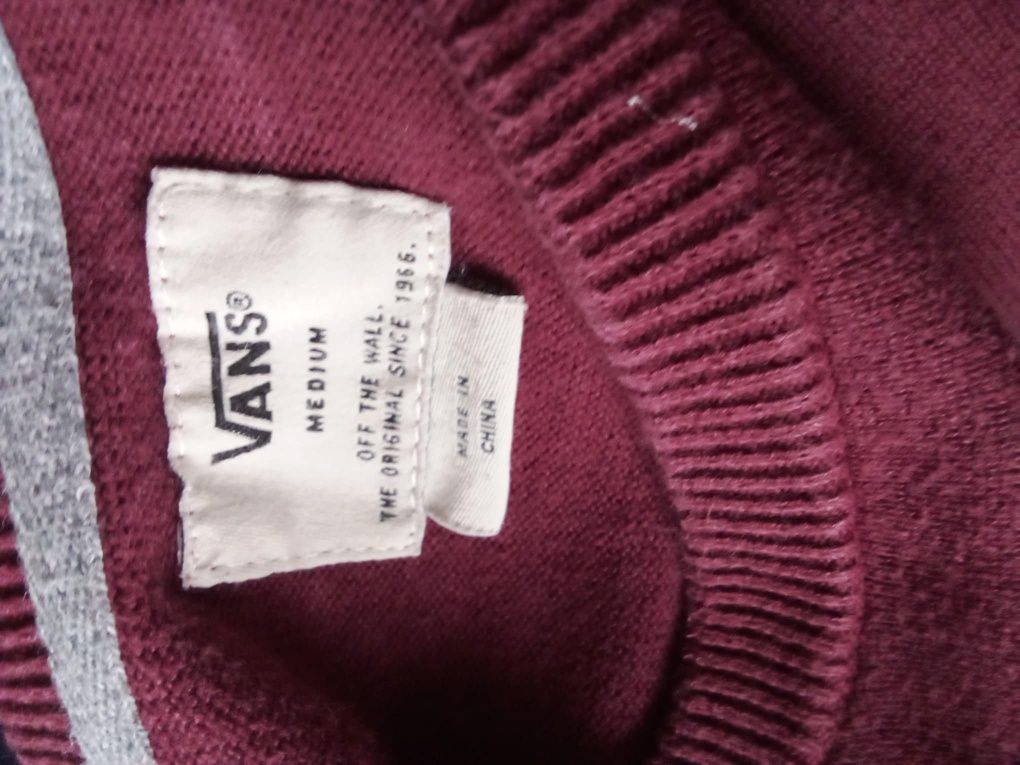 VANS®
MEDIUM
OFF THE WALL.
THE ORIGINAL SINCE 1966.
MADE IN
CHINA